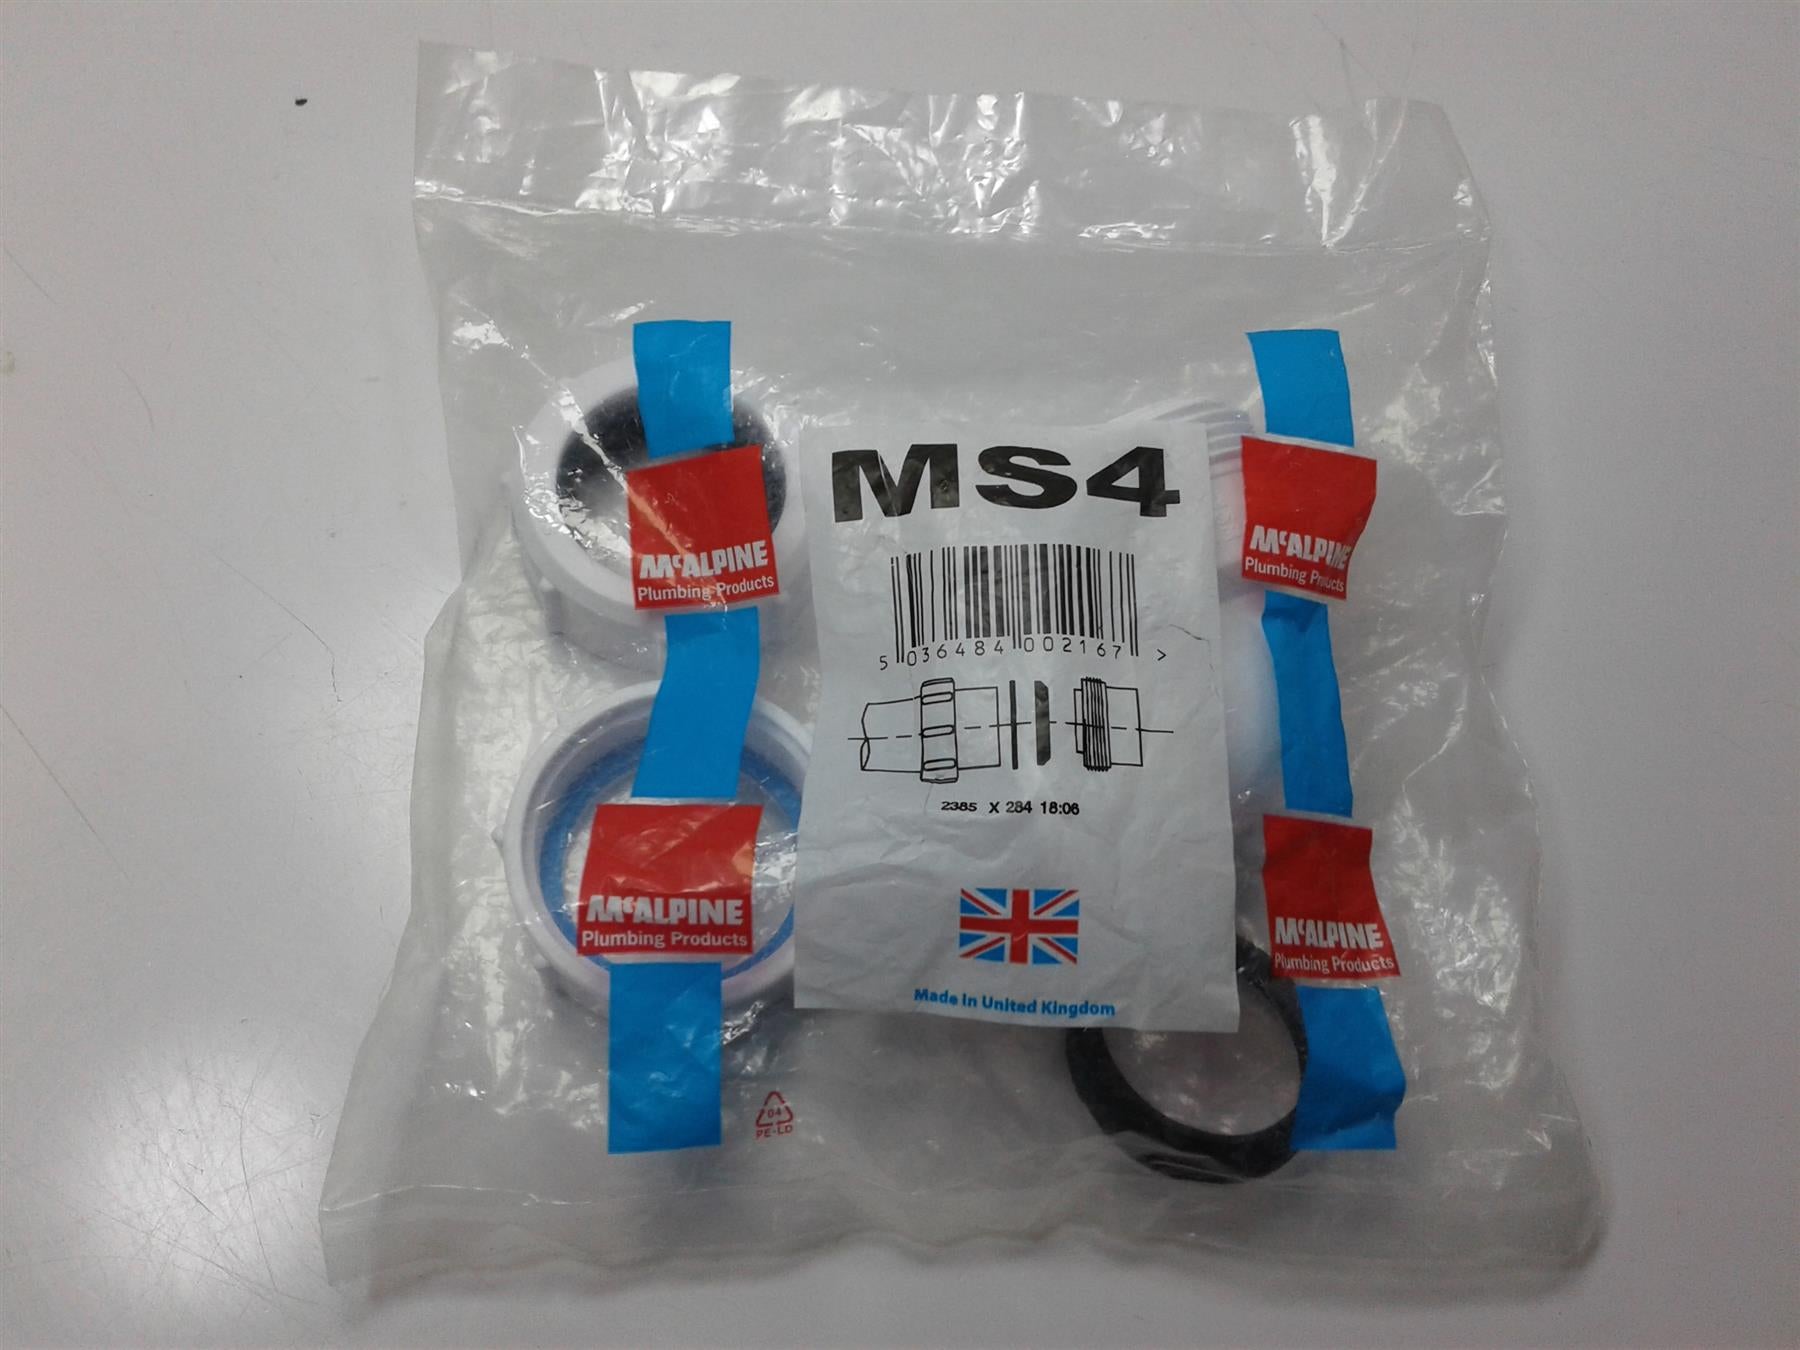 MS4
5 036484 002167 >
2385 X 284 18:06
Made in United Kingdom
McALPINE
Plumbing Products
McALPINE
Plumbing Products
McALPINE
Plumbing Products
McALPINE
Plumbing Products
04
PE-LD